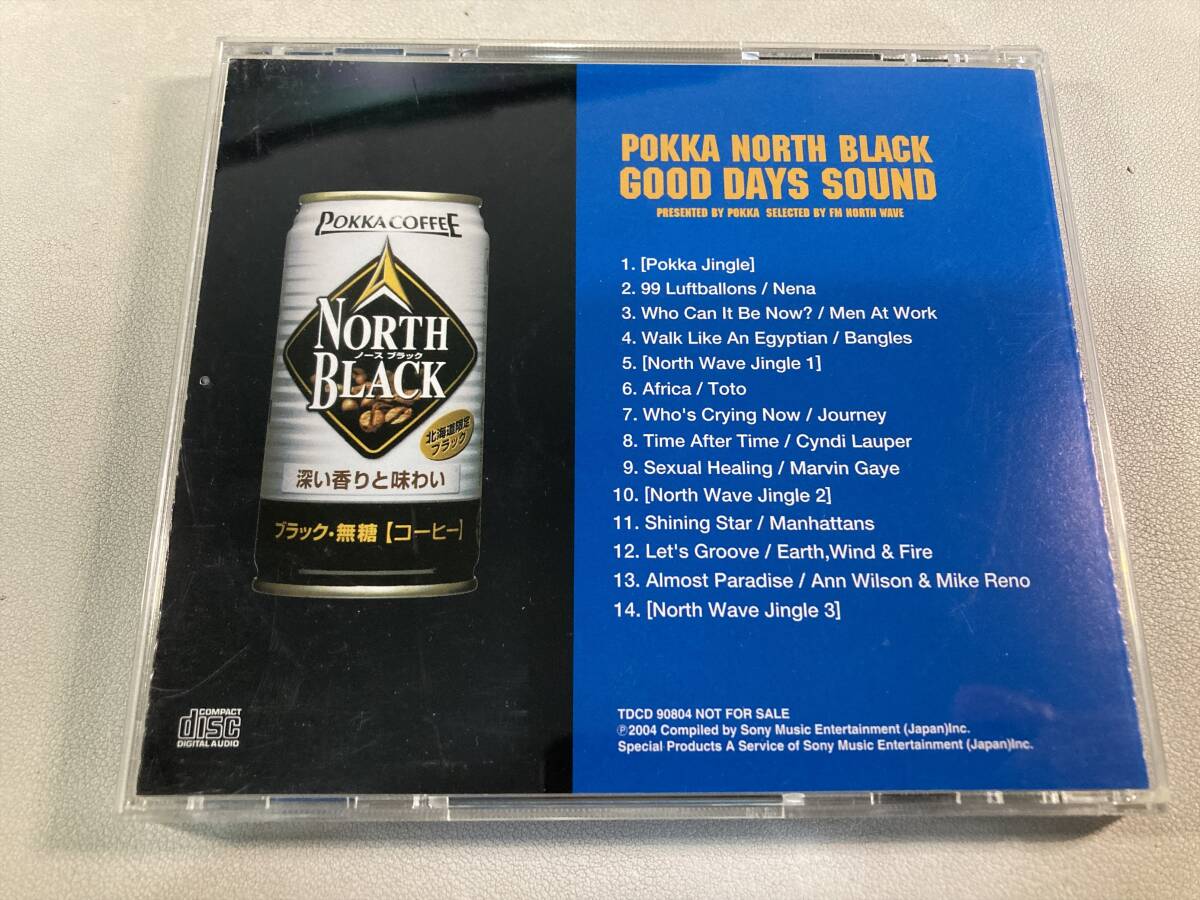 POKKA COFFEE
NORTH
ノース ブラック
BLACK
北海道限定
ブラック
深い香りと味わい
ブラック・無糖【コーヒー】
COMPACT
disc
DIGITAL AUDIO
POKKA NORTH BLACK
GOOD DAYS SOUND
PRESENTED BY POKKA SELECTED BY FM NORTH WAVE
1. [Pokka Jingle]
2. 99 Luftballons / Nena
3. Who Can It Be Now? / Men At Work
4. Walk Like An Egyptian / Bangles
5. [North Wave Jingle 1]
6. Africa / Toto
7. Who's Crying Now / Journey
8. Time After Time / Cyndi Lauper
9. Sexual Healing / Marvin Gaye
10. [North Wave Jingle 2]
11. Shining Star / Manhattans
12. Let's Groove / Earth,Wind & Fire
13. Almost Paradise / Ann Wilson & Mike Reno
14. [North Wave Jingle 3]
TDCD 90804 NOT FOR SALE
℗2004 Compiled by Sony Music Entertainment (Japan)Inc.
Special Products A Service of Sony Music Entertainment (Japan)Inc.